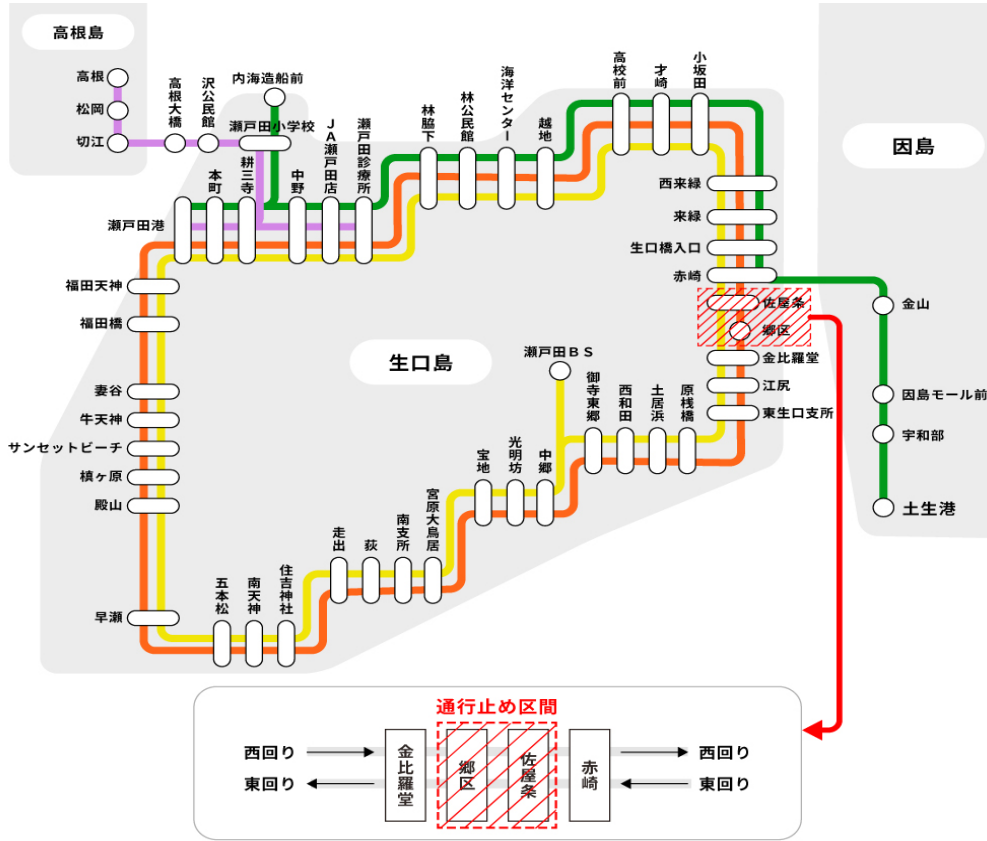 高根島
高根
松岡
切江
高根大橋
沢公民館
内海造船前
瀬戸田小学校
瀬戸田港
本町
耕三寺
中野
JA瀬戸田店
瀬戸田診療所
林脇下
林公民館
海洋センター
越地
高校前
才崎
小坂田
西来緑
来緑
生口橋入口
赤崎
佐屋条
郷区
金比羅堂
江尻
東生口支所
因島
金山
因島モール前
宇和部
土生港
福田天神
福田橋
妻谷
牛天神
サンセットビーチ
槙ヶ原
殿山
早瀬
生口島
瀬戸田BS
御寺東郷
西和田
土居浜
原桟橋
宝地
光明坊
中郷
走出
荻
南支所
宮原大鳥居
五本松
南天神
住吉神社
通行止め区間
西回り
金比羅堂
郷区
佐屋条
赤崎
西回り
東回り
東回り